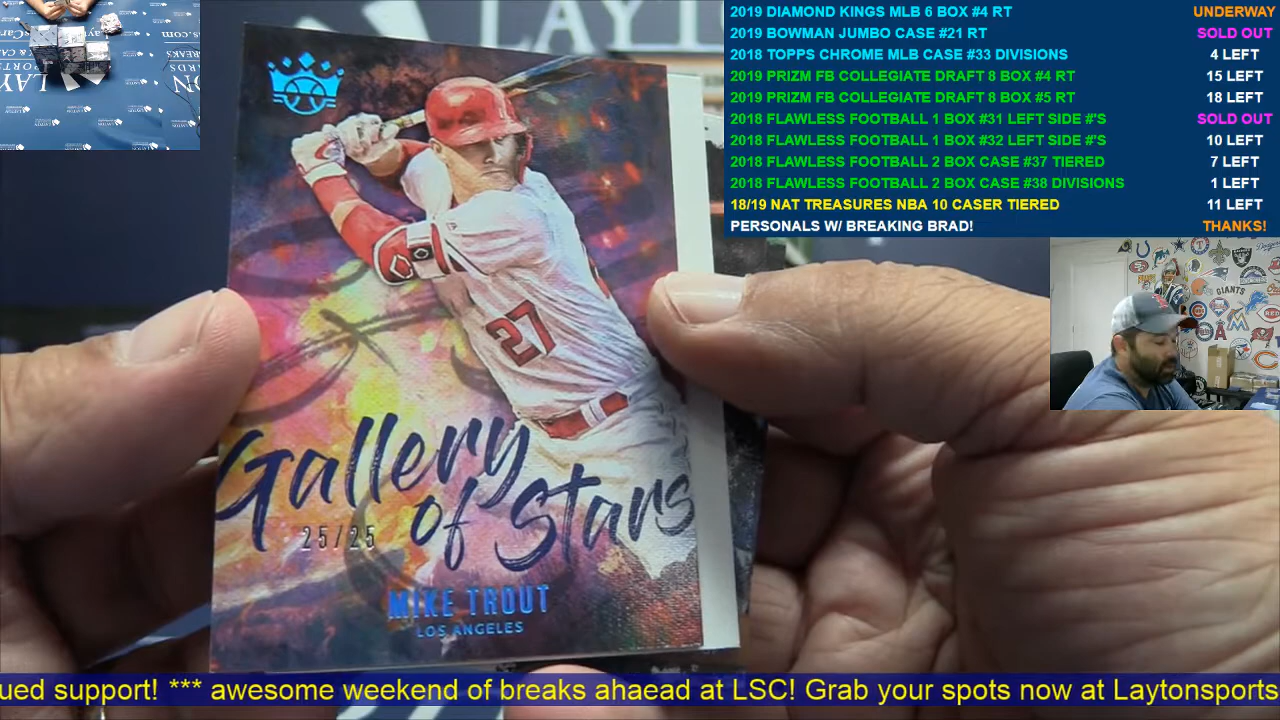 2019 DIAMOND KINGS MLB 6 BOX #4 RT UNDERWAY
2019 BOWMAN JUMBO CASE #21 RT SOLD OUT
2018 TOPPS CHROME MLB CASE #33 DIVISIONS 4 LEFT
2019 PRIZM FB COLLEGIATE DRAFT 8 BOX #4 RT 15 LEFT
2019 PRIZM FB COLLEGIATE DRAFT 8 BOX #5 RT 18 LEFT
2018 FLAWLESS FOOTBALL 1 BOX #31 LEFT SIDE #'S SOLD OUT
2018 FLAWLESS FOOTBALL 1 BOX #32 LEFT SIDE #'S 10 LEFT
2018 FLAWLESS FOOTBALL 2 BOX CASE #37 TIERED 7 LEFT
2018 FLAWLESS FOOTBALL 2 BOX CASE #38 DIVISIONS 1 LEFT
18/19 NAT TREASURES NBA 10 CASER TIERED 11 LEFT
PERSONALS W/ BREAKING BRAD! THANKS!
LAYTON
GIANTS
27
Gallery
of Stars
25/25
MIKE TROUT
LOS ANGELES
ued support! *** awesome weekend of breaks ahaead at LSC! Grab your spots now at Laytonsports